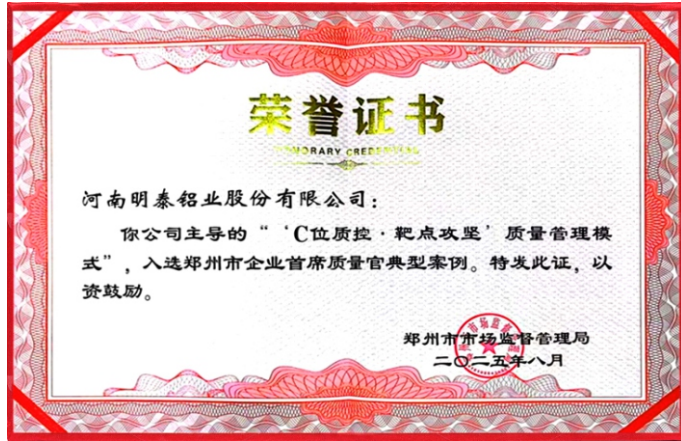 荣誉证书
HONORARY CREDENTIAL
河南明泰铝业股份有限公司：
你公司主导的“‘C位质控·靶点攻坚’质量管理模
式”，入选郑州市企业首席质量官典型案例。特发此证，以
资鼓励。
郑州市市场监督管理局
二〇二五年八月